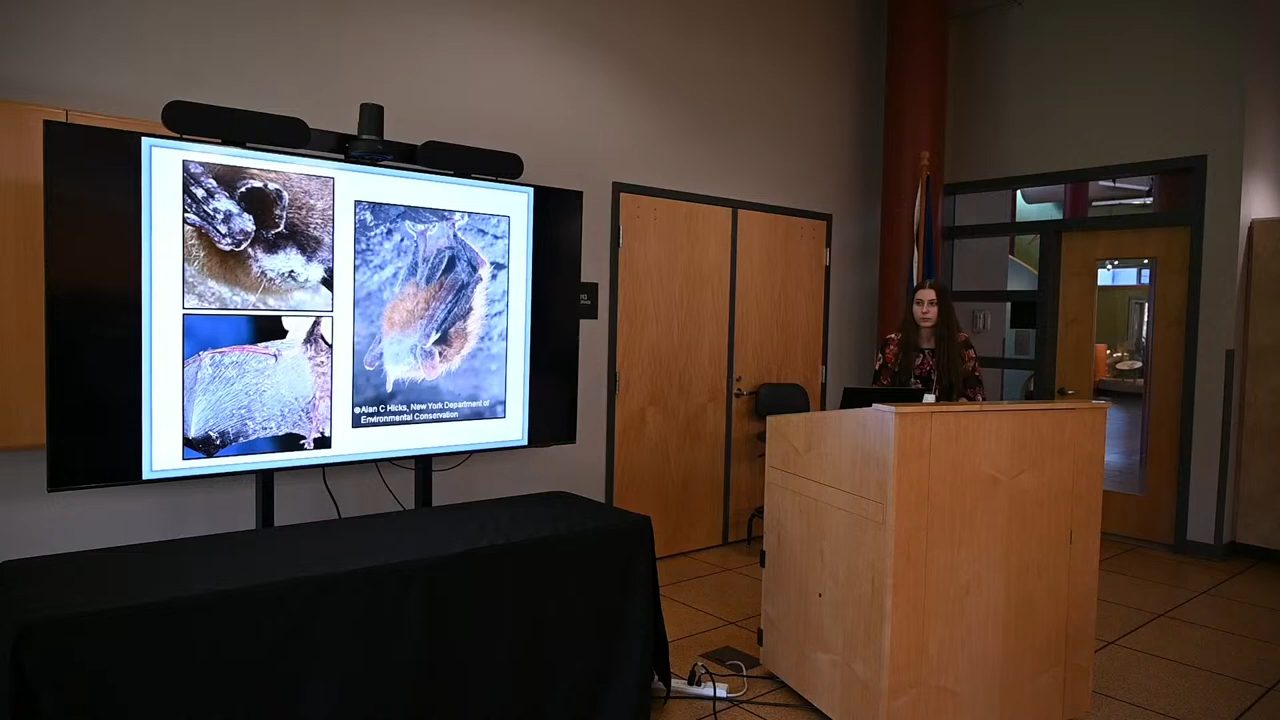 ©Alan C Hicks, New York Department of
Environmental Conservation